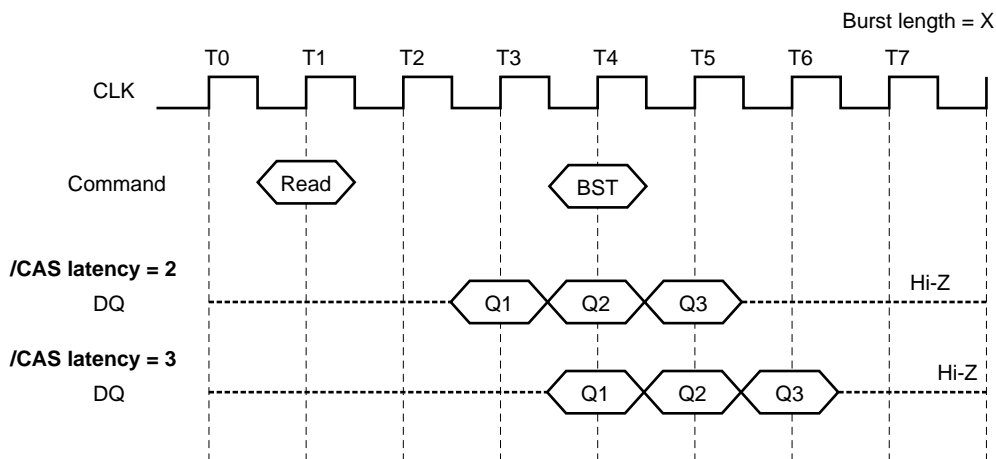 Burst length = X
T0 T1 T2 T3 T4 T5 T6 T7
CLK
Command Read BST
/CAS latency = 2
DQ Q1 Q2 Q3 Hi-Z
/CAS latency = 3
DQ Q1 Q2 Q3 Hi-Z